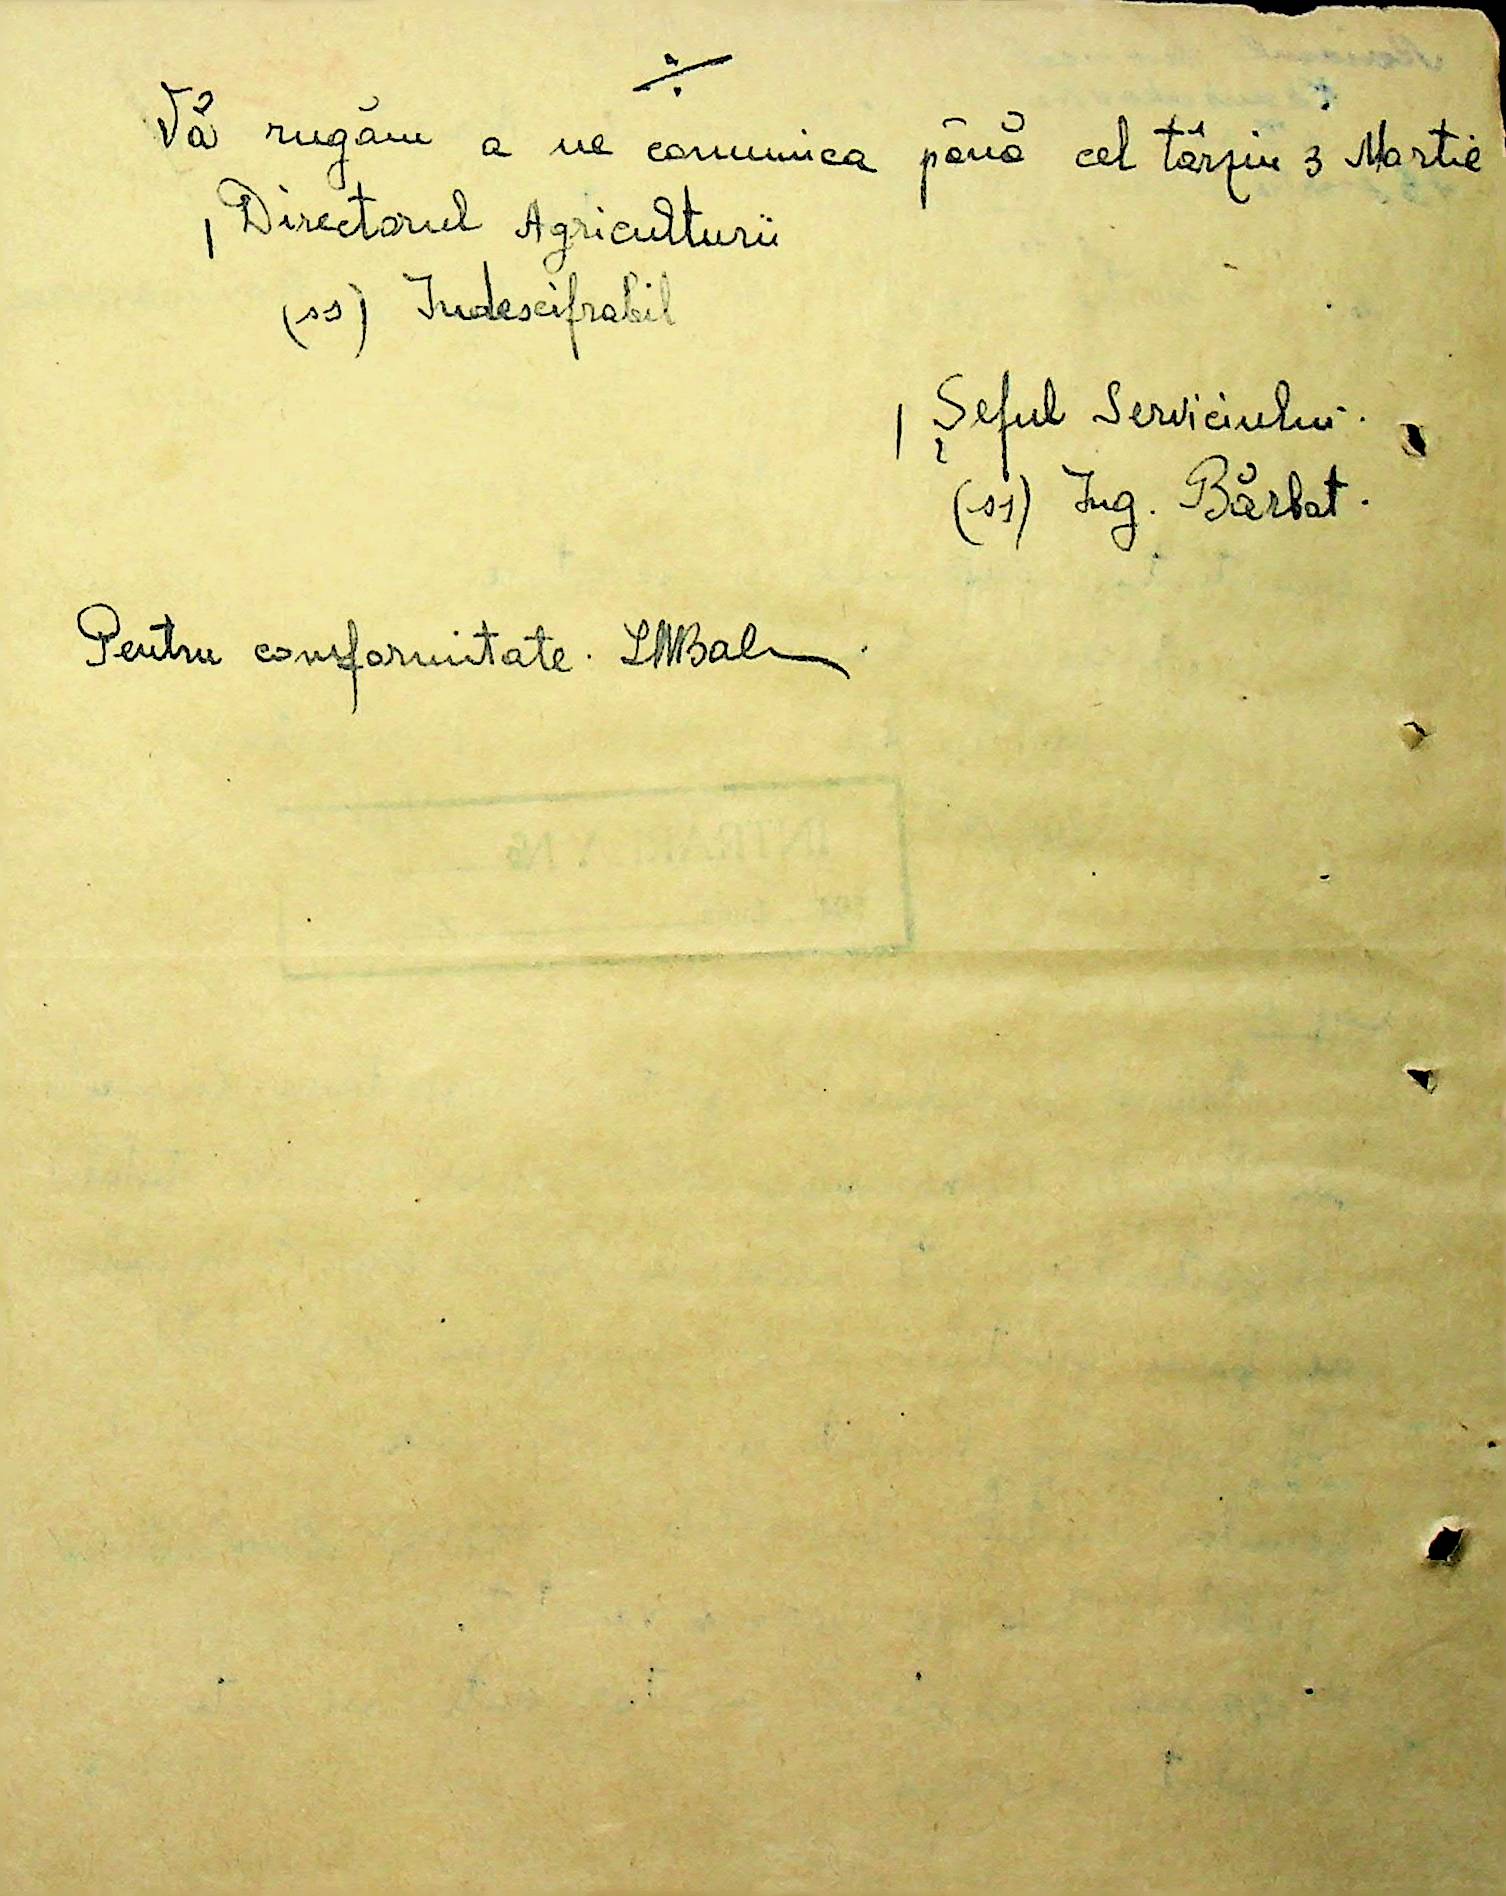 Vă rugăm a ne comunica până cel târziu 3 Martie
Directorul Agriculturii
(ss) Indescifrabil
Șeful Serviciului.
(ss) Ing. Bărbat.
Pentru conformitate.